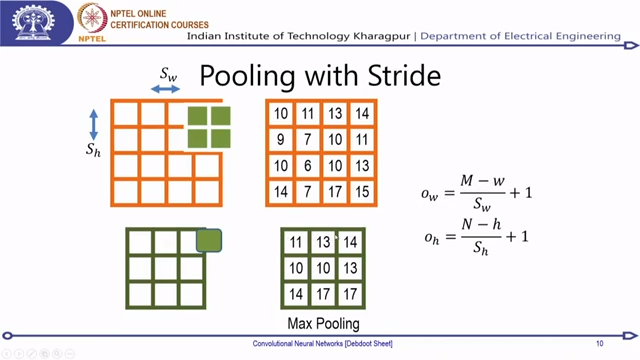 NPTEL ONLINE
CERTIFICATION COURSES
NPTEL
Indian Institute of Technology Kharagpur | Department of Electrical Engineering
Pooling with Stride
S_w
S_h
10 11 13 14
9 7 10 11
10 6 10 13
14 7 17 15
o_w = (M − w)/S_w + 1
o_h = (N − h)/S_h + 1
11 13 14
10 10 13
14 17 17
Max Pooling
Convolutional Neural Networks [Debdoot Sheet]
10